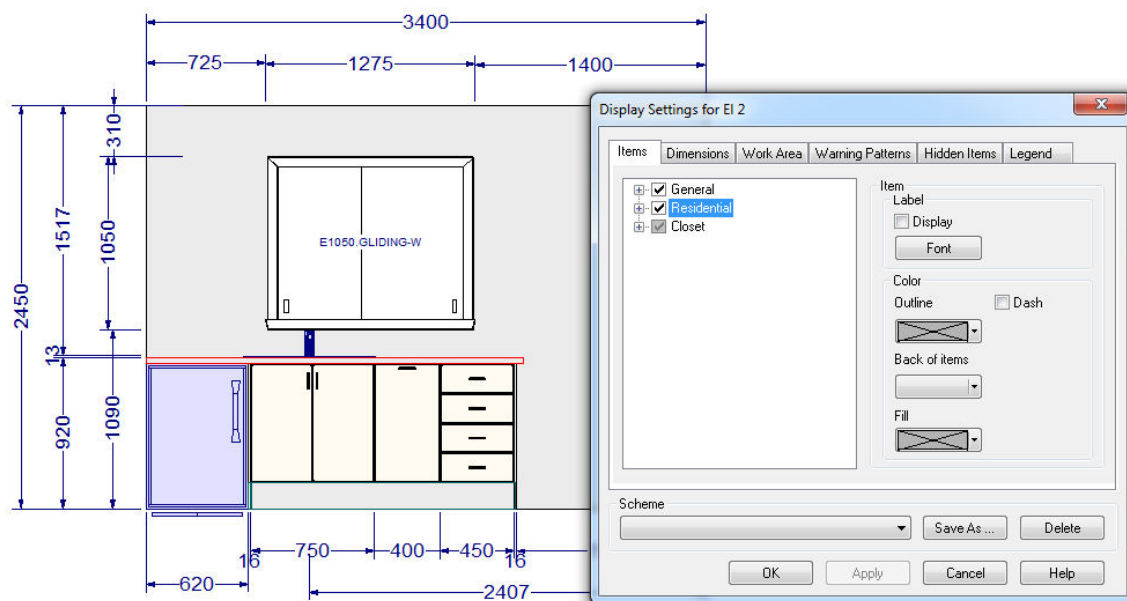 3400
725
1275
1400
310
1517
1050
2450
13
920
1090
E1050.GLIDING-W
16
750
400
450
16
620
2407
Display Settings for El 2
Items
Dimensions
Work Area
Warning Patterns
Hidden Items
Legend
General
Residential
Closet
Item
Label
Display
Font
Color
Outline
Dash
Back of items
Fill
Scheme
Save As ...
Delete
OK
Apply
Cancel
Help